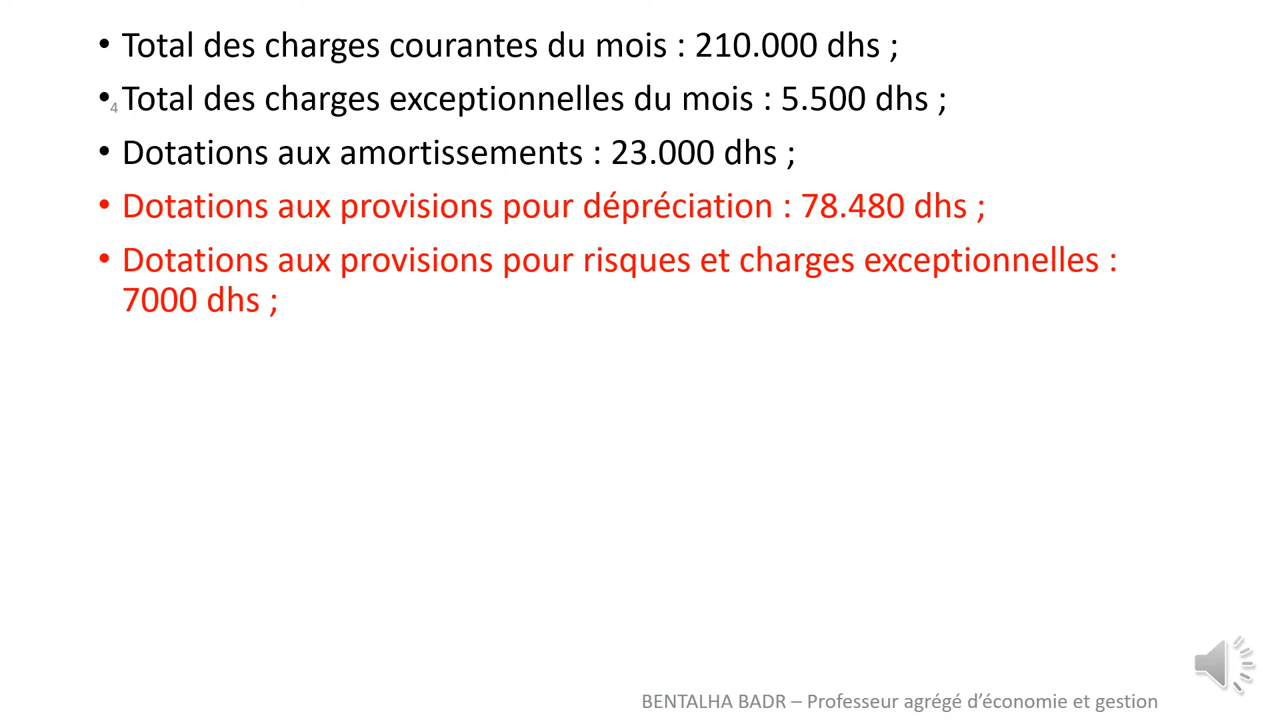 • Total des charges courantes du mois : 210.000 dhs ;
• Total des charges exceptionnelles du mois : 5.500 dhs ;
4
• Dotations aux amortissements : 23.000 dhs ;
• Dotations aux provisions pour dépréciation : 78.480 dhs ;
• Dotations aux provisions pour risques et charges exceptionnelles :
7000 dhs ;
BENTALHA BADR – Professeur agrégé d’économie et gestion